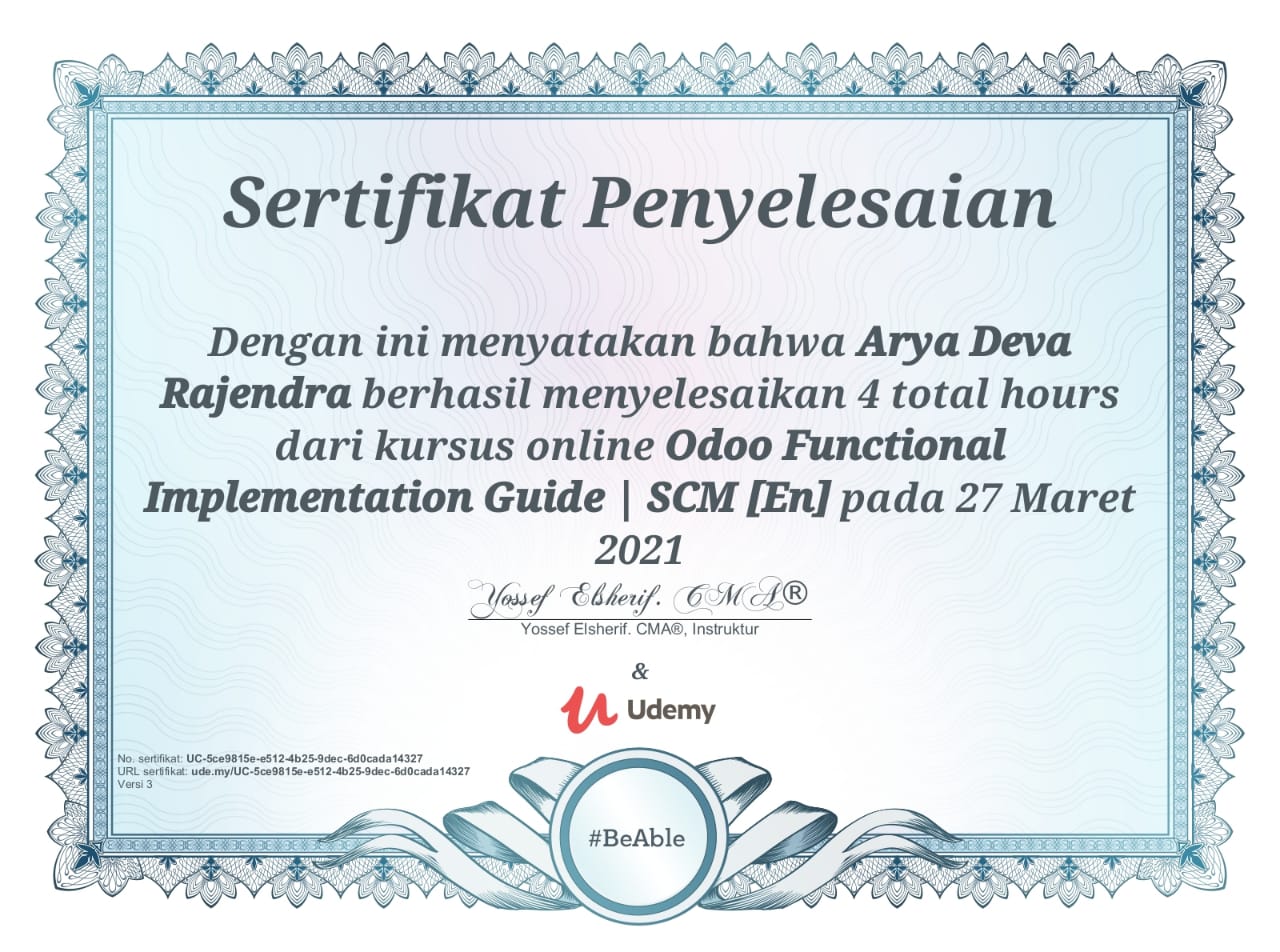 Sertifikat Penyelesaian
Dengan ini menyatakan bahwa Arya Deva
Rajendra berhasil menyelesaikan 4 total hours
dari kursus online Odoo Functional
Implementation Guide | SCM [En] pada 27 Maret
2021
Yossef Elsherif. CMA®
Yossef Elsherif. CMA®, Instruktur
&
Udemy
No. sertifikat: UC-5ce9815e-e512-4b25-9dec-6d0cada14327
URL sertifikat: ude.my/UC-5ce9815e-e512-4b25-9dec-6d0cada14327
Versi 3
#BeAble